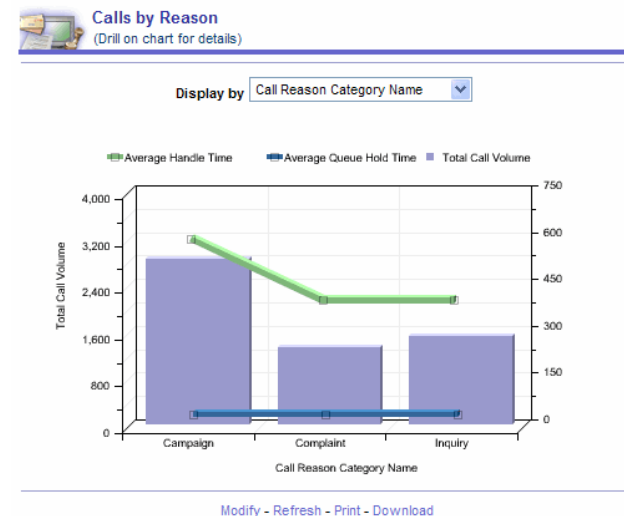 Calls by Reason
(Drill on chart for details)
Display by Call Reason Category Name
Average Handle Time Average Queue Hold Time Total Call Volume
4,000
3,200
2,400
1,600
800
0
Total Call Volume
750
600
450
300
150
0
Campaign Complaint Inquiry
Call Reason Category Name
Modify - Refresh - Print - Download